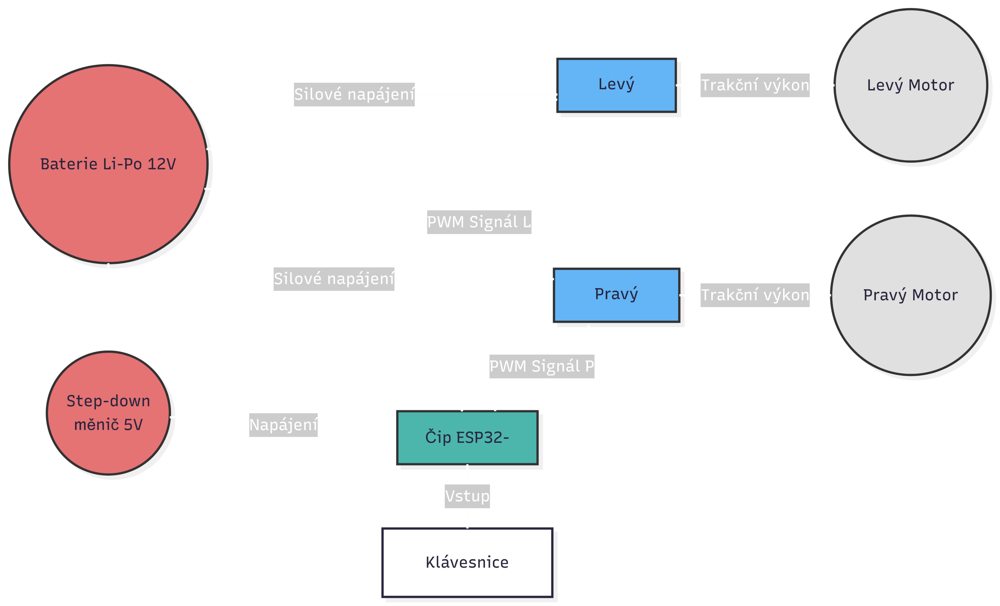 Levý
Trakční výkon
Levý Motor
Silové napájení
Baterie Li-Po 12V
PWM Signál L
Silové napájení
Pravý
Trakční výkon
Pravý Motor
PWM Signál P
Step-down
měnič 5V
Napájení
Čip ESP32-
Vstup
Klávesnice